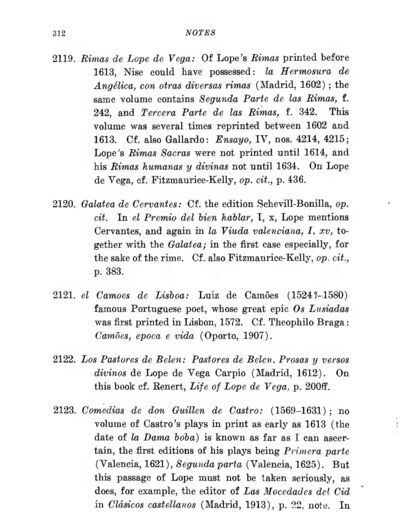 312 NOTES
2119. Rimas de Lope de Vega: Of Lope's Rimas printed before
1613, Nise could have possessed: la Hermosura de
Angélica, con otras diversas rimas (Madrid, 1602); the
same volume contains Segunda Parte de las Rimas, f.
242, and Tercera Parte de las Rimas, f. 342. This
volume was several times reprinted between 1602 and
1613. Cf. also Gallardo: Ensayo, IV, nos. 4214, 4215;
Lope's Rimas Sacras were not printed until 1614, and
his Rimas humanas y divinas not until 1634. On Lope
de Vega, cf. Fitzmaurice-Kelly, op. cit., p. 436.
2120. Galatea de Cervantes: Cf. the edition Schevill-Bonilla, op.
cit. In el Premio del bien hablar, I, x, Lope mentions
Cervantes, and again in la Viuda valenciana, I. xv, to-
gether with the Galatea; in the first case especially, for
the sake of the rime. Cf. also Fitzmaurice-Kelly, op. cit.,
p. 383.
2121. el Camoes de Lisboa: Luiz de Camões (1524?-1580)
famous Portuguese poet, whose great epic Os Lusiadas
was first printed in Lisbon, 1572. Cf. Theophilo Braga:
Camões, epoca e vida (Oporto, 1907).
2122. Los Pastores de Belen: Pastores de Belen. Prosas y versos
divinos de Lope de Vega Carpio (Madrid, 1612). On
this book cf. Renert, Life of Lope de Vega, p. 200ff.
2123. Comedias de don Guillen de Castro: (1569-1631); no
volume of Castro's plays in print as early as 1613 (the
date of la Dama boba) is known as far as I can ascer-
tain, the first editions of his plays being Primera parte
(Valencia, 1621), Segunda parte (Valencia, 1625). But
this passage of Lope must not be taken seriously, as
does, for example, the editor of Las Mocedades del Cid
in Clásicos castellanos (Madrid, 1913), p. 22, note. In